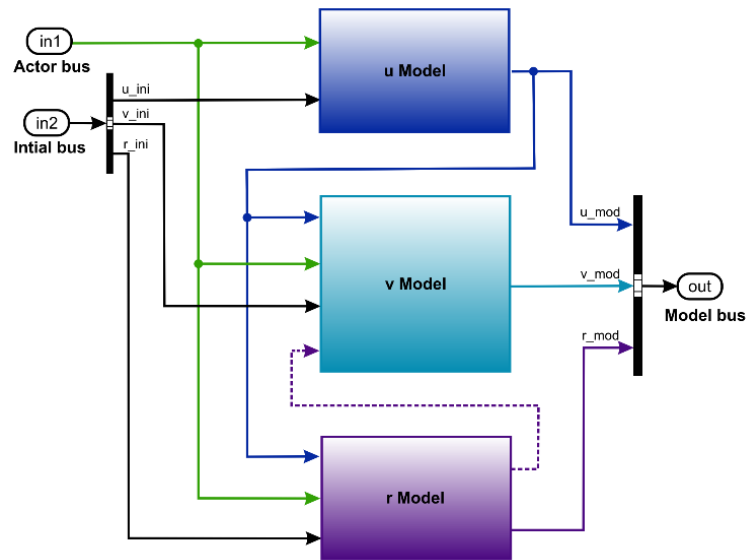 in1
Actor bus
u Model
u_ini
in2
v_ini
Intial bus
r_ini
u_mod
v Model
v_mod
out
Model bus
r_mod
r Model